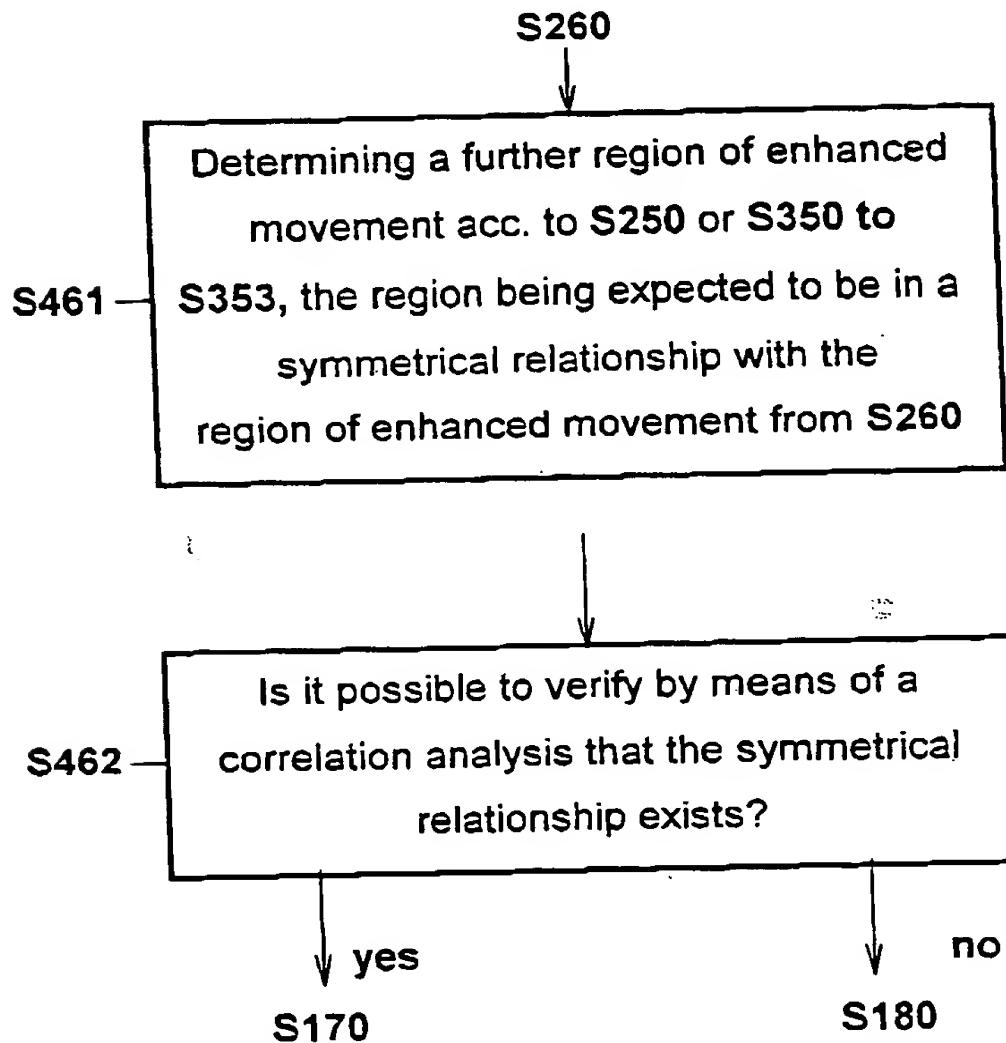 S260
Determining a further region of enhanced
movement acc. to S250 or S350 to
S461
S353, the region being expected to be in a
symmetrical relationship with the
region of enhanced movement from S260
Is it possible to verify by means of a
S462
correlation analysis that the symmetrical
relationship exists?
yes
no
S170
S180